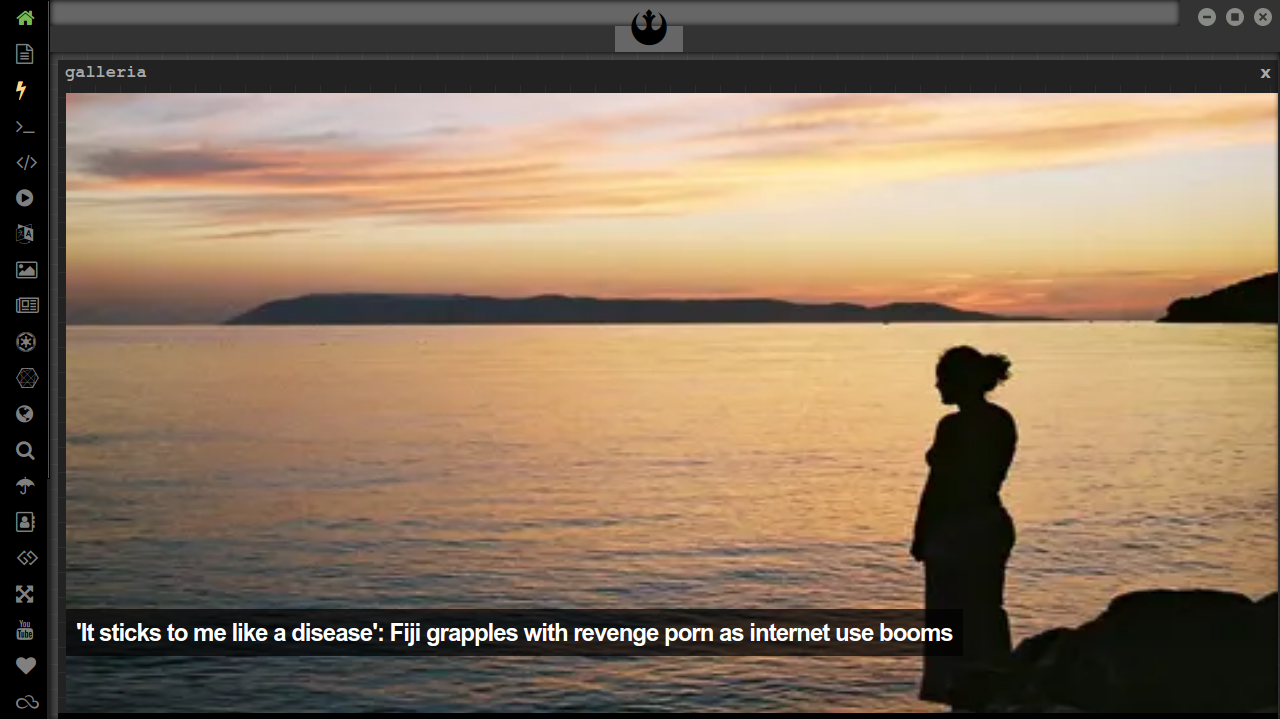 galleria
x
'It sticks to me like a disease': Fiji grapples with revenge porn as internet use booms
You
Tube